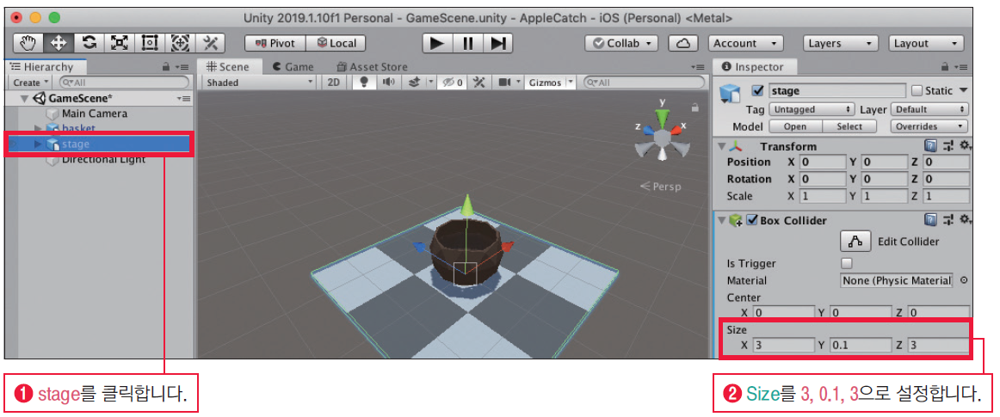 Unity 2019.1.10f1 Personal - GameScene.unity - AppleCatch - iOS (Personal) <Metal>
Pivot Local Collab Account Layers Layout
Hierarchy Scene Game Asset Store Inspector
Create All Shaded 2D 0 Gizmos All stage Static
GameScene*
Main Camera
basket
stage
Directional Light
y
z x
Persp
Tag Untagged Layer Default
Model Open Select Overrides
Transform
Position X 0 Y 0 Z 0
Rotation X 0 Y 0 Z 0
Scale X 1 Y 1 Z 1
Box Collider
Edit Collider
Is Trigger
Material None (Physic Material)
Center
X 0 Y 0 Z 0
Size
X 3 Y 0.1 Z 3
❶ stage를 클릭합니다.
❷ Size를 3, 0.1, 3으로 설정합니다.